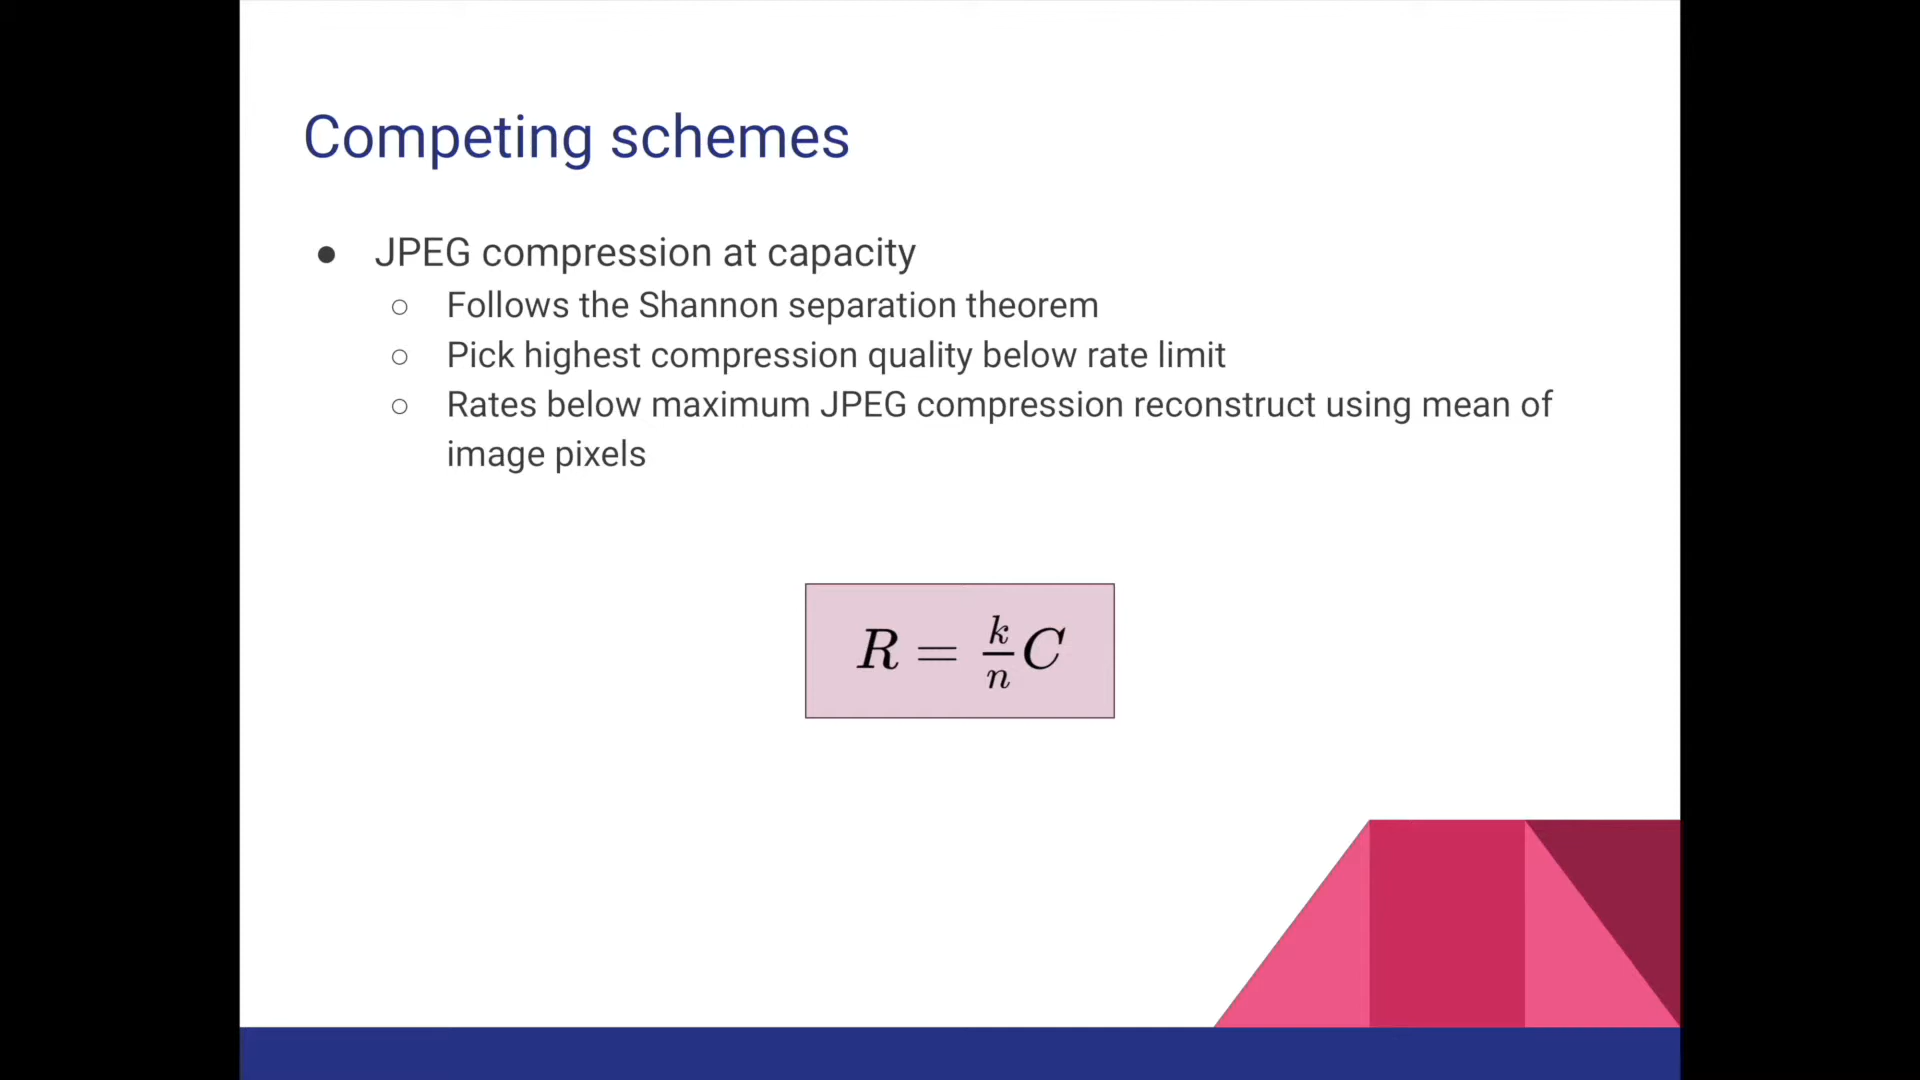 Competing schemes
● JPEG compression at capacity
○ Follows the Shannon separation theorem
○ Pick highest compression quality below rate limit
○ Rates below maximum JPEG compression reconstruct using mean of
image pixels
R = k/n C